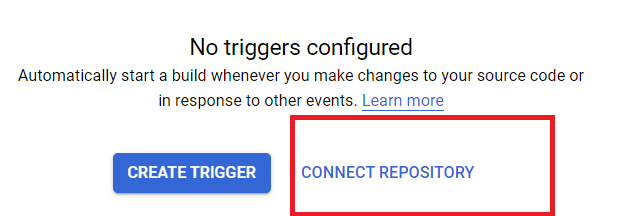 No triggers configured
Automatically start a build whenever you make changes to your source code or
in response to other events. Learn more
CREATE TRIGGER CONNECT REPOSITORY